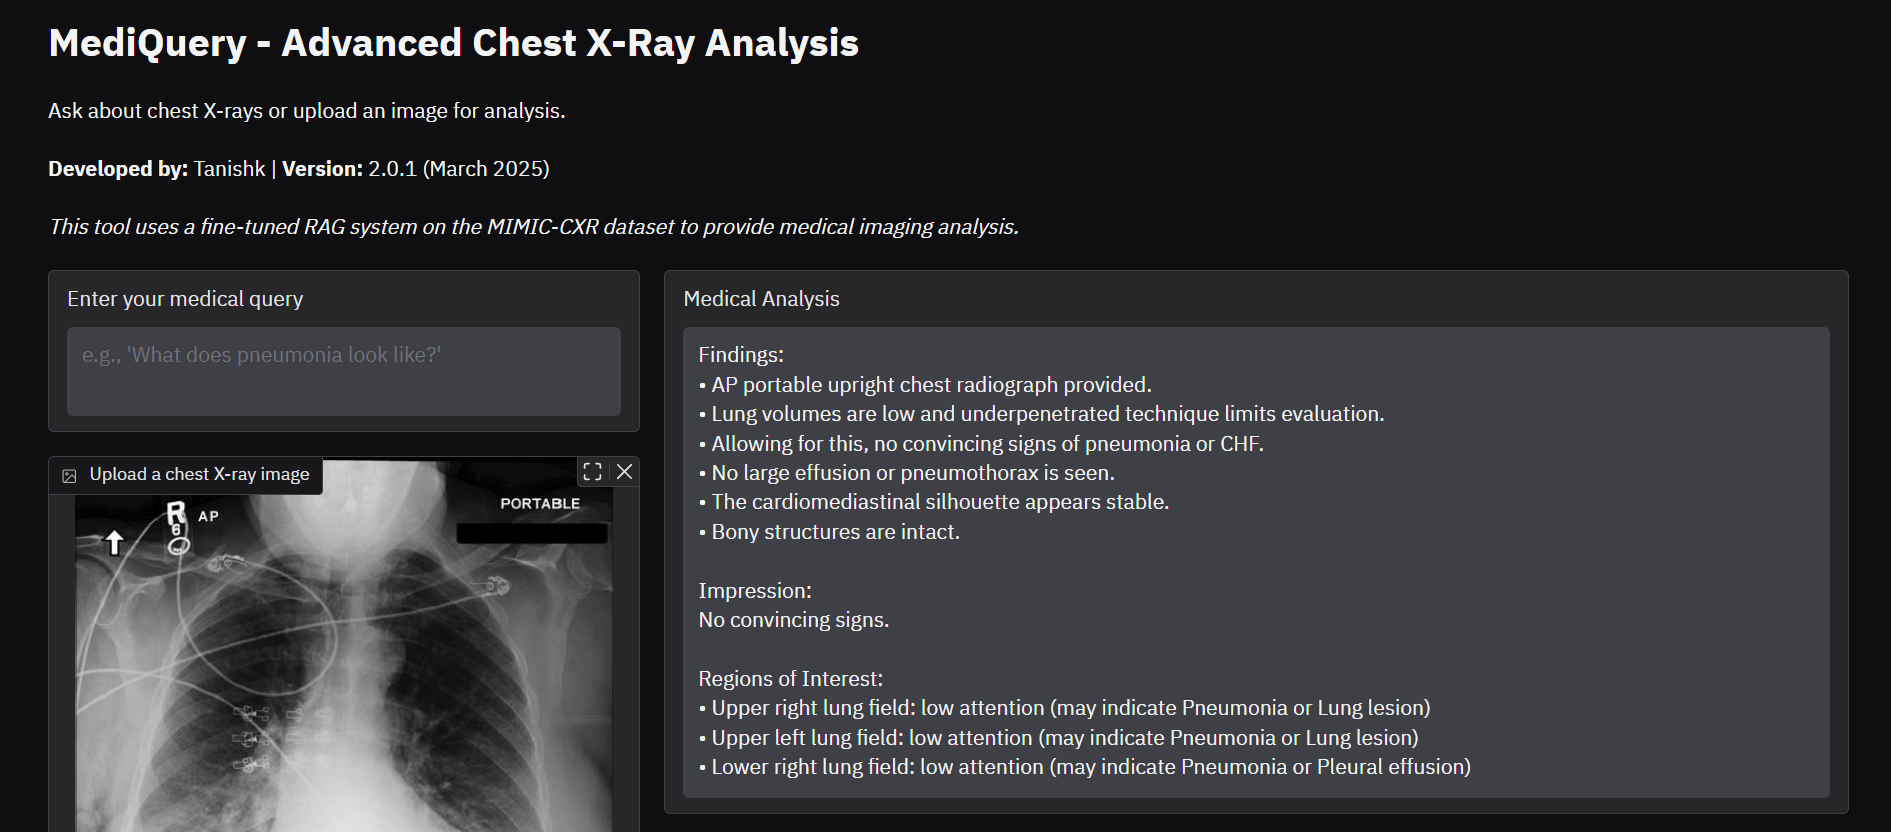 MediQuery - Advanced Chest X-Ray Analysis
Ask about chest X-rays or upload an image for analysis.
Developed by: Tanishk | Version: 2.0.1 (March 2025)
This tool uses a fine-tuned RAG system on the MIMIC-CXR dataset to provide medical imaging analysis.
Enter your medical query
e.g., 'What does pneumonia look like?'
Upload a chest X-ray image
R
6
AP
PORTABLE
Medical Analysis
Findings:
• AP portable upright chest radiograph provided.
• Lung volumes are low and underpenetrated technique limits evaluation.
• Allowing for this, no convincing signs of pneumonia or CHF.
• No large effusion or pneumothorax is seen.
• The cardiomediastinal silhouette appears stable.
• Bony structures are intact.
Impression:
No convincing signs.
Regions of Interest:
• Upper right lung field: low attention (may indicate Pneumonia or Lung lesion)
• Upper left lung field: low attention (may indicate Pneumonia or Lung lesion)
• Lower right lung field: low attention (may indicate Pneumonia or Pleural effusion)